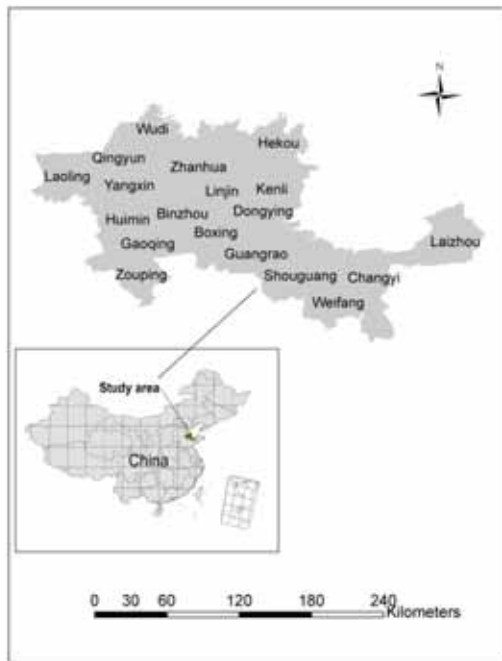 N
Wudi
Hekou
Qingyun
Zhanhua
Laoling
Yangxin
Linjin
Kenli
Huimin
Binzhou
Dongying
Boxing
Gaoqing
Guangrao
Laizhou
Zouping
Shouguang
Changyi
Weifang
Study area
China
0 30 60 120 180 240
Kilometers